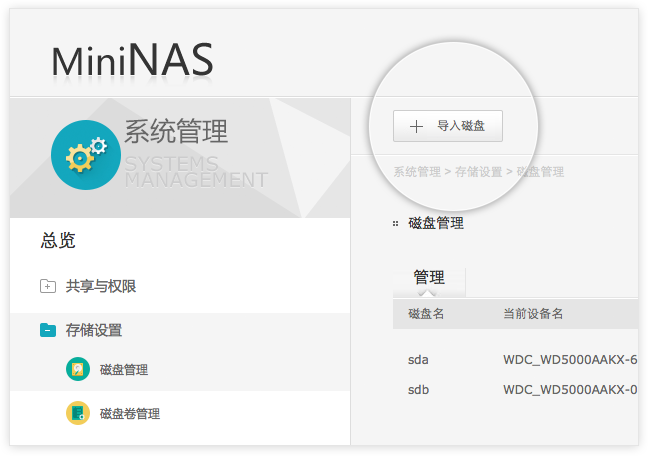 MiniNAS
系统管理
SYSTEMS
MANAGEMENT
总览
共享与权限
存储设置
磁盘管理
磁盘卷管理
导入磁盘
系统管理 > 存储设置 > 磁盘管理
磁盘管理
管理
磁盘名 当前设备名
sda WDC_WD5000AAKX-6
sdb WDC_WD5000AAKX-0